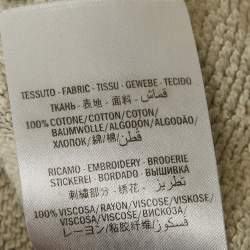 TESSUTO - FABRIC - TISSU - GEWEBE - TECIDO
ТКАНЬ - 表地 - 面料 - قماش
100% COTONE/COTTON/COTON/
BAUMWOLLE/ALGODON/ALGODÃO/
ХЛОПОК/綿/棉/ قطن
RICAMO - EMBROIDERY - BRODERIE
STICKEREI - BORDADO - ВЫШИВКА
刺繍部分 - 绣花 - تطريز
100% VISCOSA/RAYON/VISCOSE/VISKOSE/
VISCOSA/VISCOSE/ВИСКОЗА/
レーヨン/粘胶纤维/ فسكوز